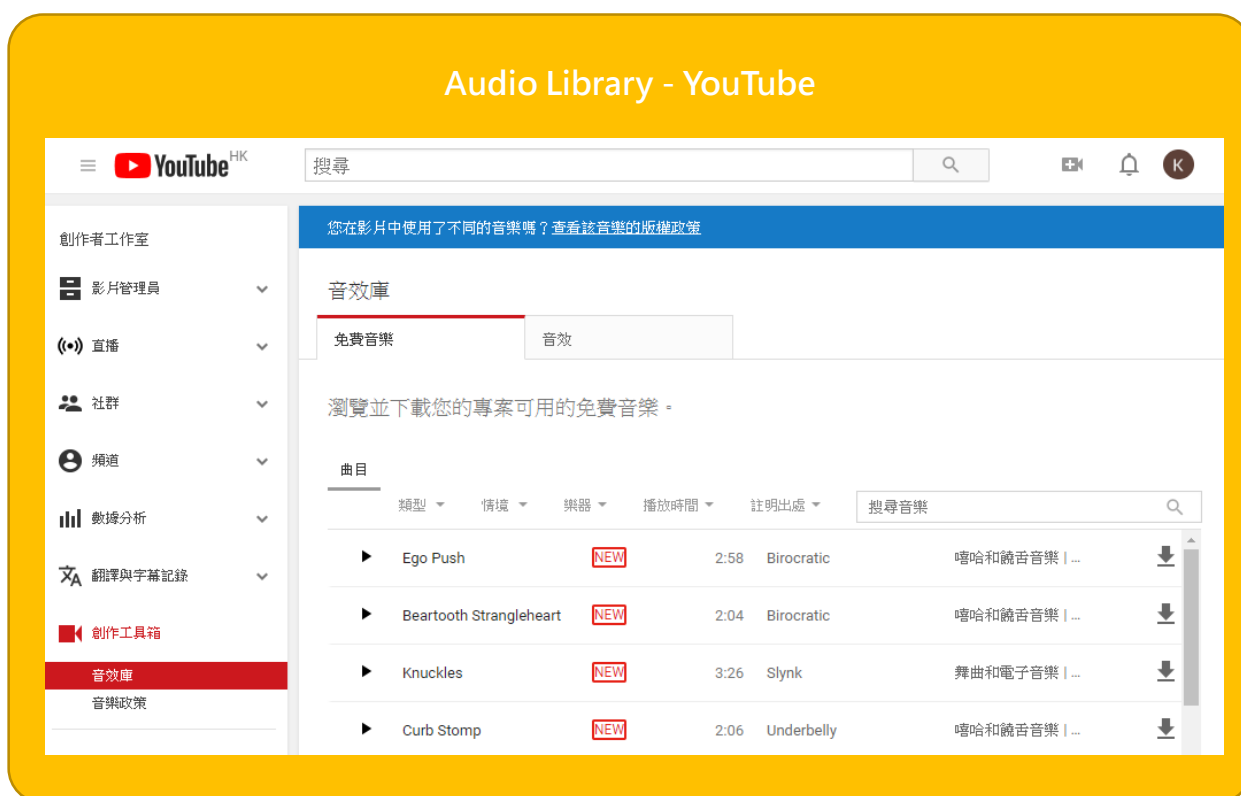 Audio Library - YouTube
YouTube HK
搜尋
K
創作者工作室
影片管理員
直播
社群
頻道
數據分析
翻譯與字幕記錄
創作工具箱
音效庫
音樂政策
您在影片中使用了不同的音樂嗎？查看該音樂的版權政策
音效庫
免費音樂 音效
瀏覽並下載您的專案可用的免費音樂。
曲目
類型 情境 樂器 播放時間 註明出處 搜尋音樂
Ego Push NEW 2:58 Birocratic 嘻哈和饒舌音樂 | ...
Beartooth Strangleheart NEW 2:04 Birocratic 嘻哈和饒舌音樂 | ...
Knuckles NEW 3:26 Slynk 舞曲和電子音樂 | ...
Curb Stomp NEW 2:06 Underbelly 嘻哈和饒舌音樂 | ...